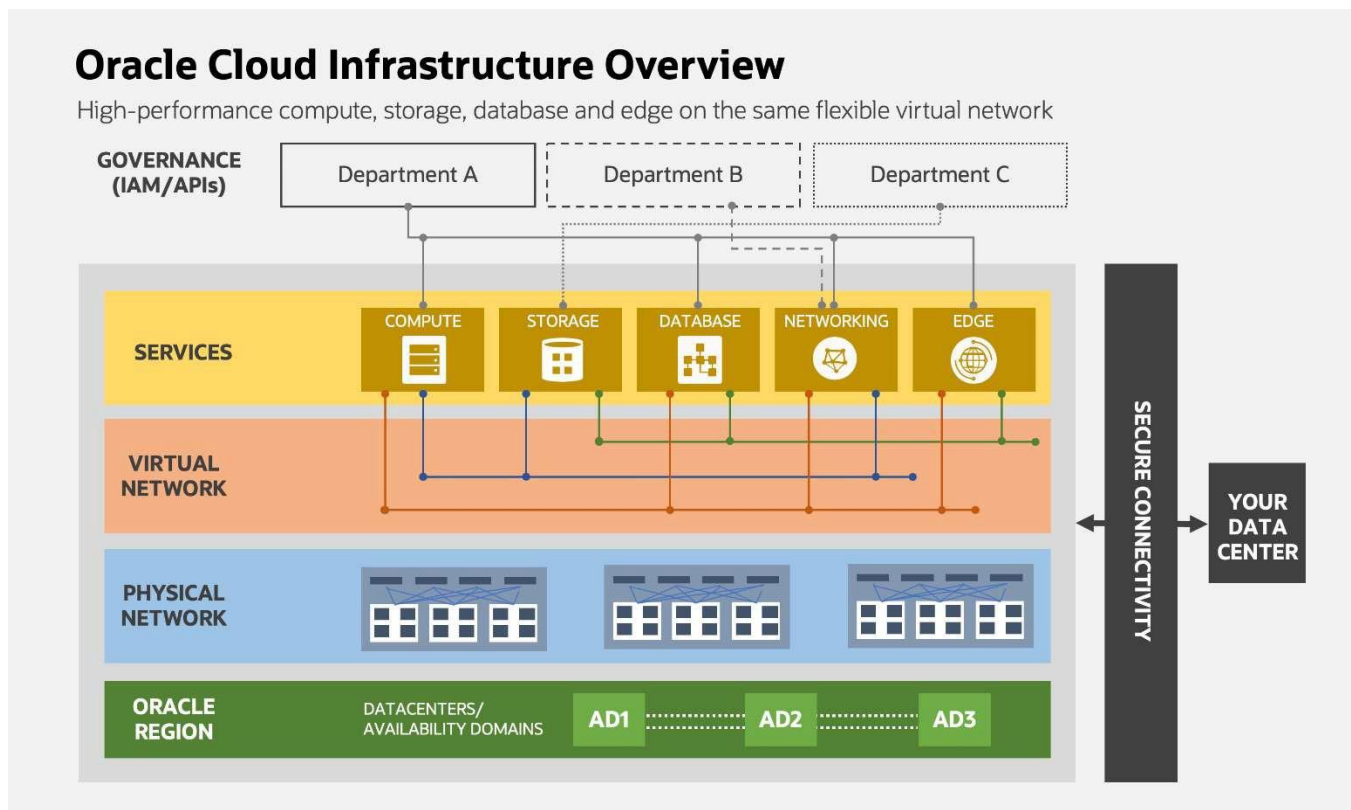 Oracle Cloud Infrastructure Overview
High-performance compute, storage, database and edge on the same flexible virtual network
GOVERNANCE
(IAM/APIs)
Department A
Department B
Department C
SERVICES
COMPUTE
STORAGE
DATABASE
NETWORKING
EDGE
VIRTUAL
NETWORK
PHYSICAL
NETWORK
ORACLE
REGION
DATACENTERS/
AVAILABILITY DOMAINS
AD1
AD2
AD3
SECURE CONNECTIVITY
YOUR
DATA
CENTER